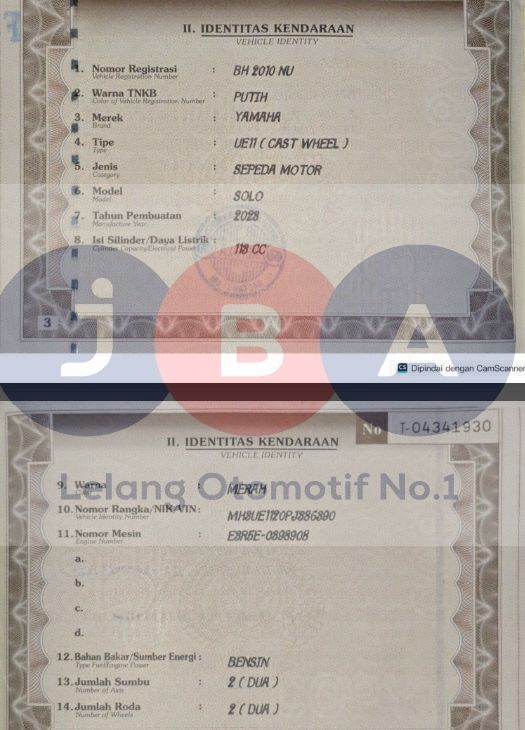 II. IDENTITAS KENDARAAN
VEHICLE IDENTITY
1. Nomor Registrasi : BH 2010 NU
Vehicle Registration Number
2. Warna TNKB : PUTIH
Color of Vehicle Registration Number
3. Merek : YAMAHA
Brand
4. Tipe : UE11 ( CAST WHEEL )
Type
5. Jenis : SEPEDA MOTOR
Category
6. Model : SOLO
Model
7. Tahun Pembuatan : 2023
Manufacture Year
8. Isi Silinder/Daya Listrik : 113 CC
Cylinder Capacity/Electrical Power
3
jBA
CS Dipindai dengan CamScanner
No I-04341930
II. IDENTITAS KENDARAAN
VEHICLE IDENTITY
Lelang Otomotif No.1
9. Warna : MERAH
10. Nomor Rangka/NIK/VIN : MH3UE1120PJ386390
Vehicle Identity Number
11. Nomor Mesin : E3R5E-0398908
Engine Number
a.
b.
c.
d.
12. Bahan Bakar/Sumber Energi : BENSIN
Type Fuel/Engine Power
13. Jumlah Sumbu : 2 ( DUA )
Number of Axis
14. Jumlah Roda : 2 ( DUA )
Number of Wheels